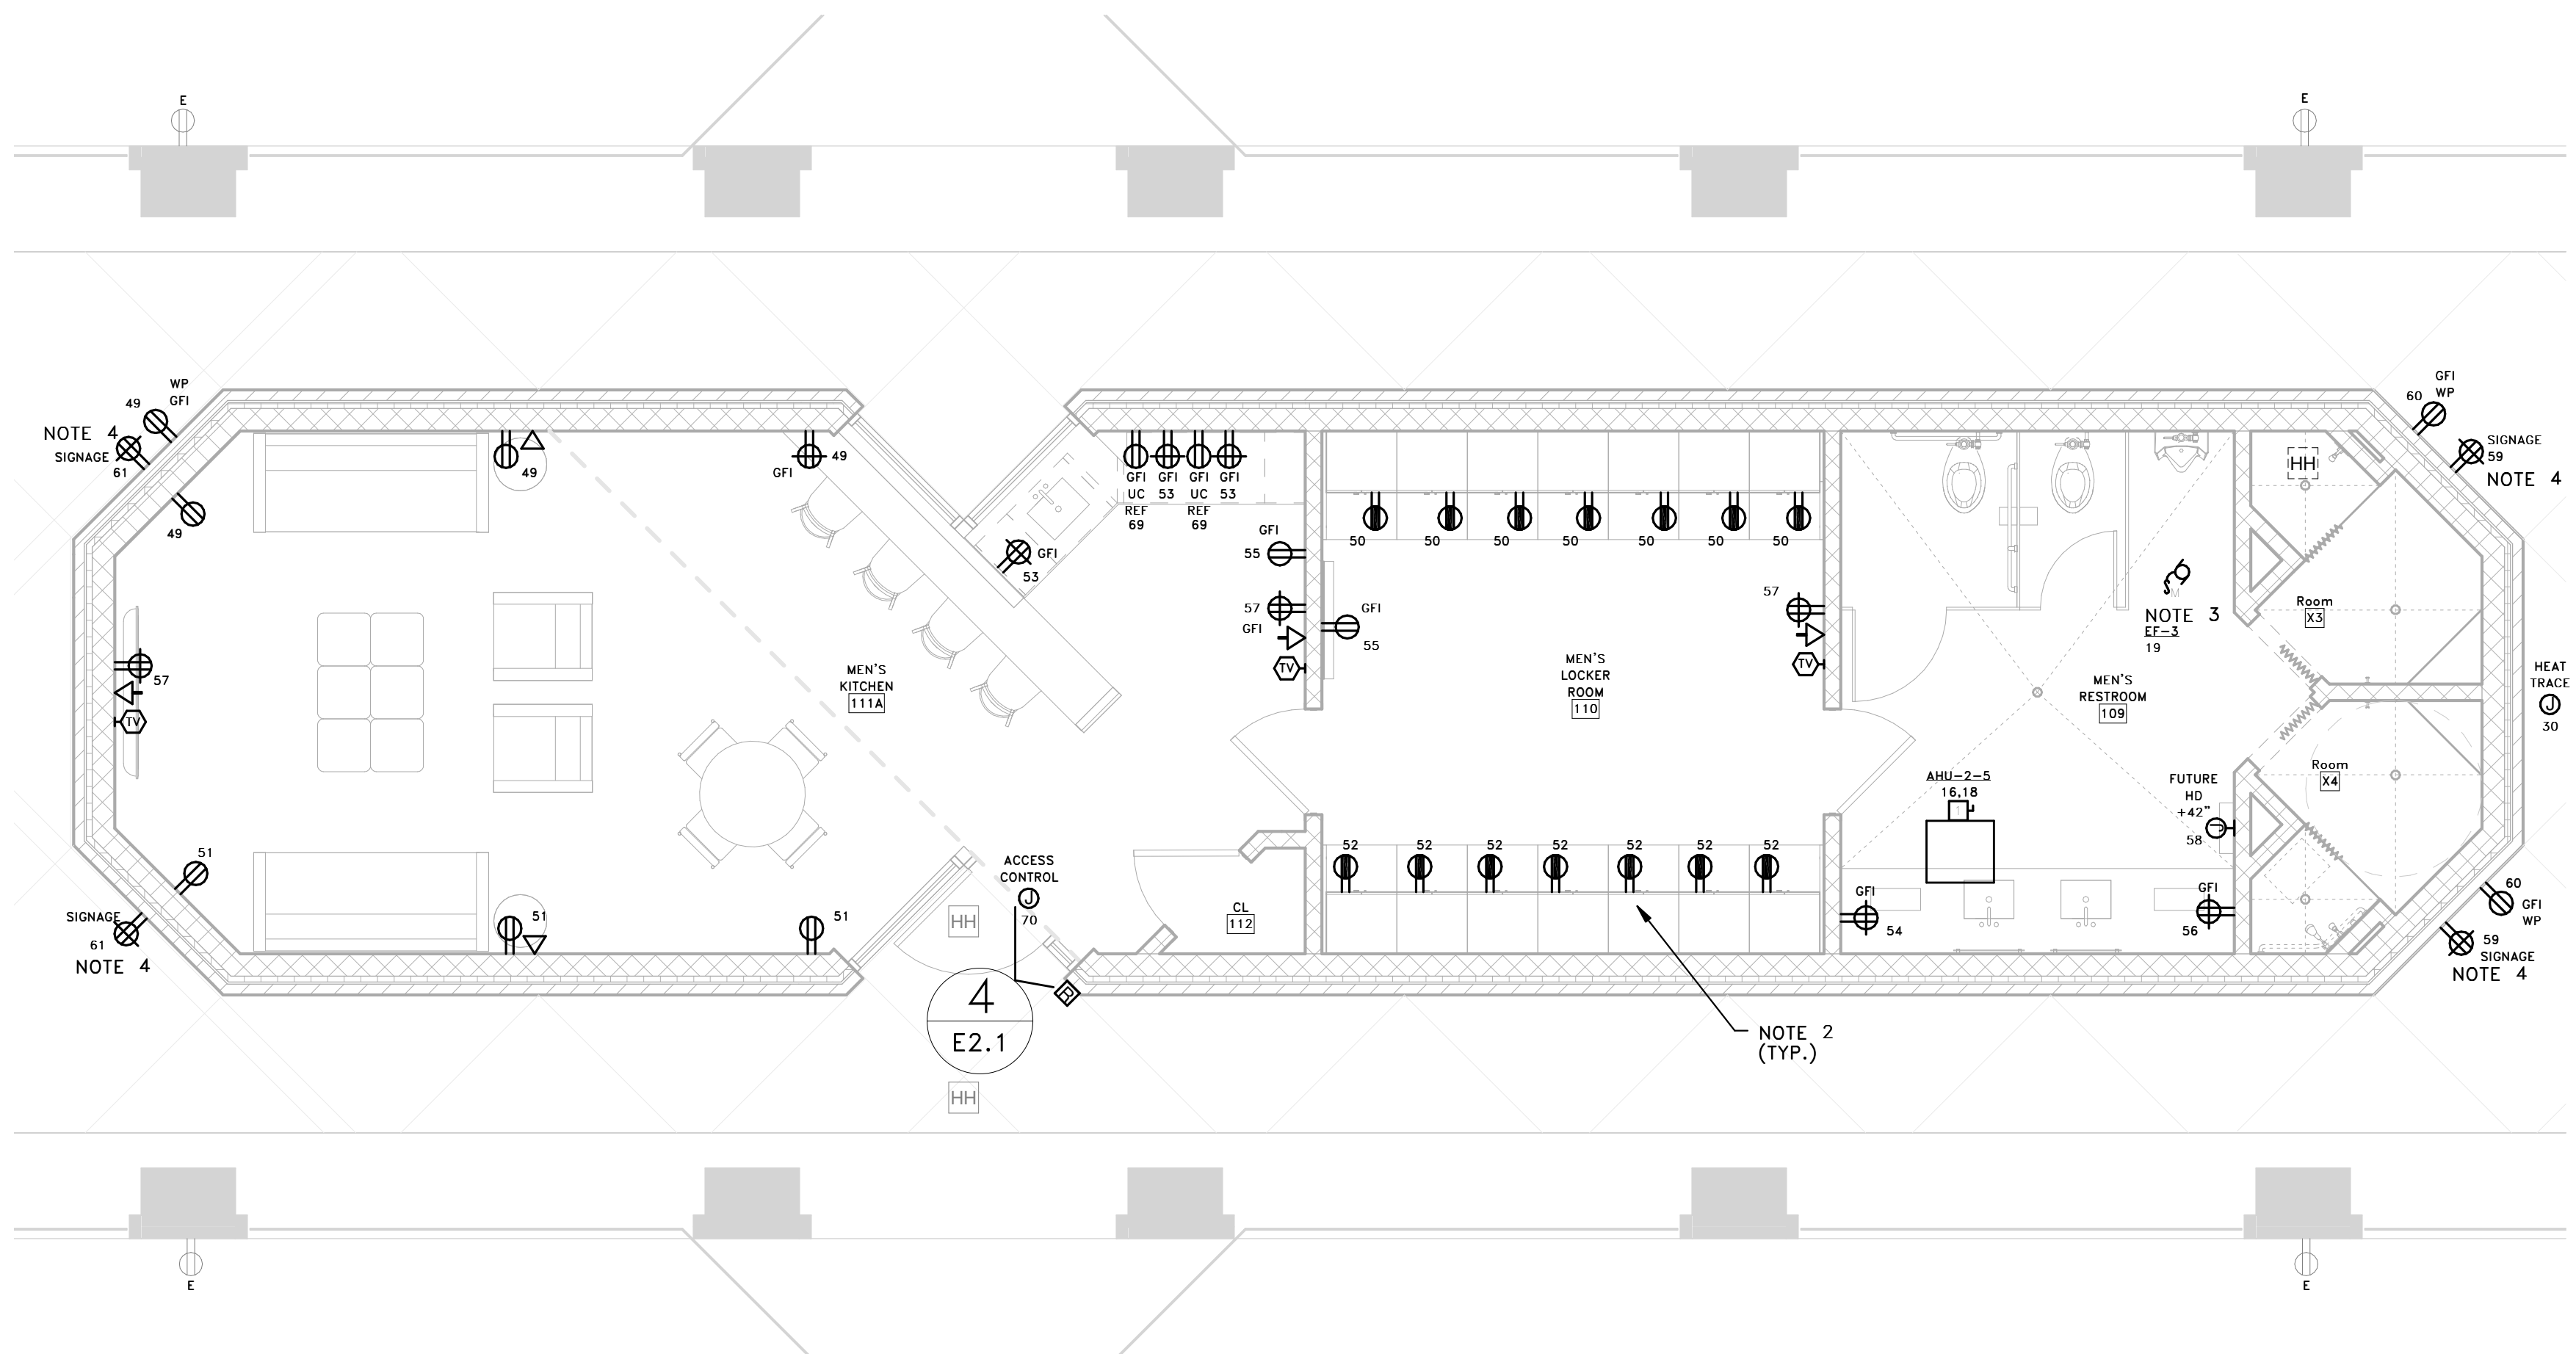 E
E
WP
GFI
49
NOTE 4
SIGNAGE
61
49
49
GFI
49
GFI
UC
REF
69
GFI
53
GFI
UC
REF
69
GFI
53
GFI
53
GFI
55
57
GFI
TV
GFI
55
50
50
50
50
50
50
50
57
TV
GFI
WP
60
SIGNAGE
59
NOTE 4
HH
M
NOTE 3
EF-3
19
Room
X3
57
TV
MEN'S
KITCHEN
111A
MEN'S
LOCKER
ROOM
110
MEN'S
RESTROOM
109
HEAT
TRACE
J
30
Room
X4
AHU-2-5
16,18
FUTURE
HD
+42"
J
58
51
SIGNAGE
61
NOTE 4
51
51
ACCESS
CONTROL
J
70
HH
CL
112
52
52
52
52
52
52
52
GFI
54
GFI
56
60
GFI
WP
59
SIGNAGE
NOTE 4
R
4
E2.1
NOTE 2
(TYP.)
HH
E
E